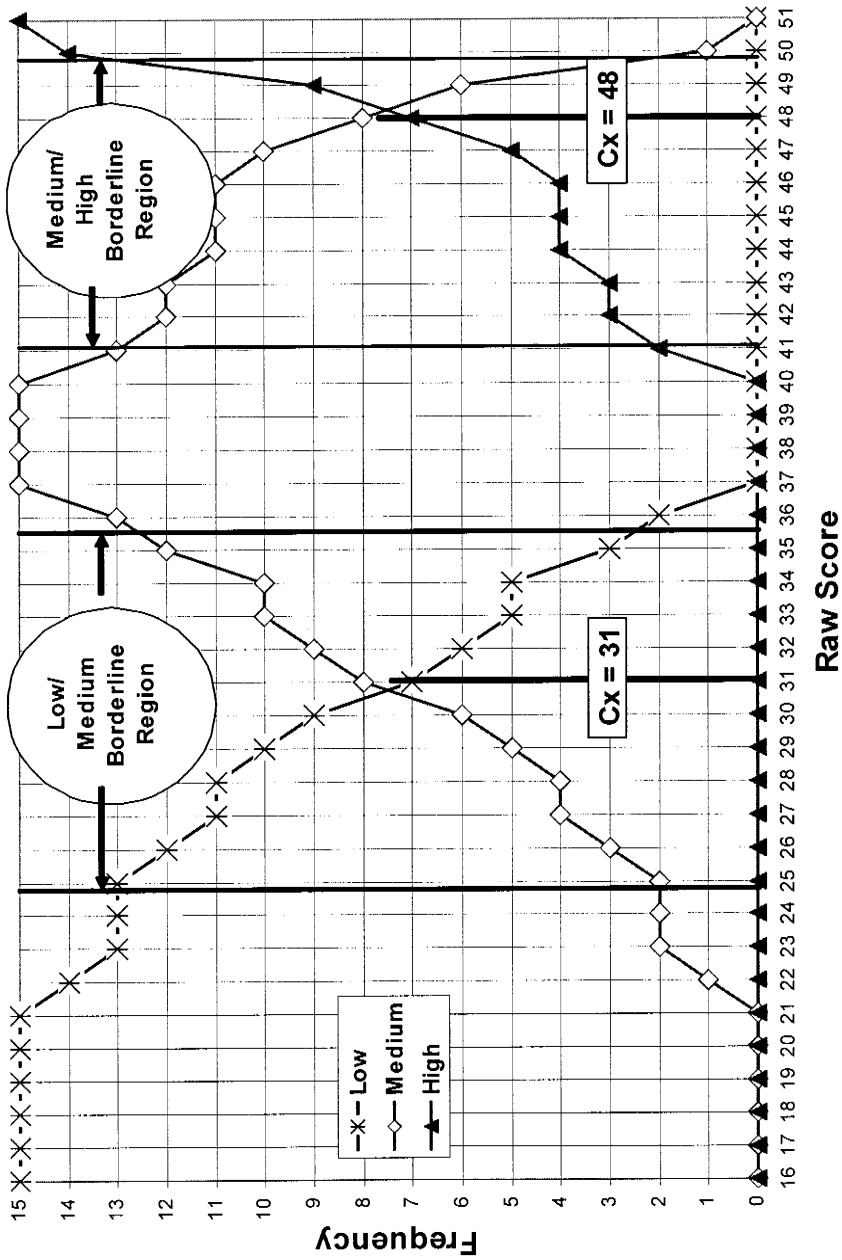 15
14
13
12
11
10
9
8
7
6
5
4
3
2
1
0
Frequency
Low/
Medium
Borderline
Region
Medium/
High
Borderline
Region
Low
Medium
High
Cx = 31
Cx = 48
16 17 18 19 20 21 22 23 24 25 26 27 28 29 30 31 32 33 34 35 36 37 38 39 40 41 42 43 44 45 46 47 48 49 50 51
Raw Score